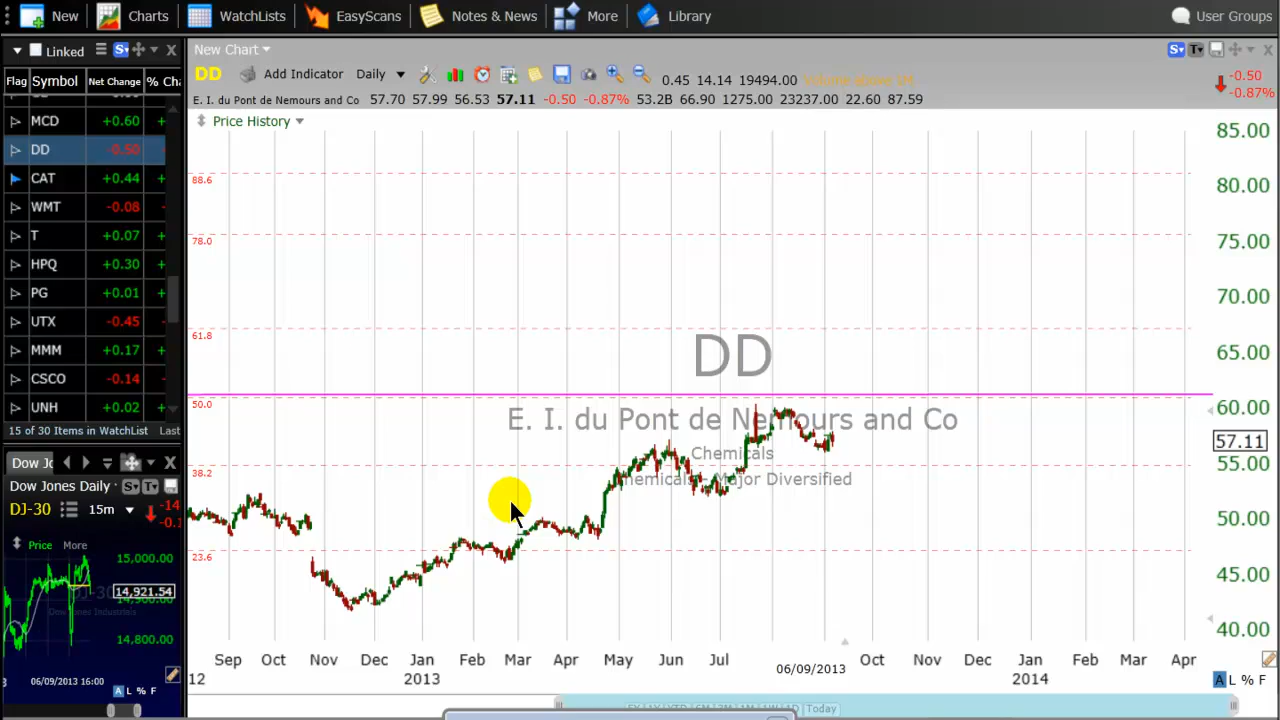 New Charts WatchLists EasyScans Notes & News More Library User Groups
Linked
New Chart
Flag Symbol Net Change % Cha
DD Add Indicator Daily 0.45 14.14 19494.00 Volume above VM
-0.50
-0.87%
E. I. du Pont de Nemours and Co 57.70 57.99 56.53 57.11 -0.50 -0.87% 53.2B 66.90 1275.00 23237.00 22.60 87.59
Price History
MCD +0.60
DD -0.50
CAT +0.44
WMT -0.08
T +0.07
HPQ +0.30
PG +0.01
UTX -0.45
MMM +0.17
CSCO -0.14
UNH +0.02
15 of 30 Items in WatchList Last
Dow Jo
Dow Jones Daily
DJ-30 15m -14
-0.1
Price More
15,000.00
14,921.54
14,800.00
06/09/2013 16:00
A L % F
88.6
78.0
61.8
50.0
38.2
23.6
DD
E. I. du Pont de Nemours and Co
Chemicals
Chemicals - Major Diversified
85.00
80.00
75.00
70.00
65.00
60.00
57.11
55.00
50.00
45.00
40.00
Sep Oct Nov Dec Jan Feb Mar Apr May Jun Jul 06/09/2013 Oct Nov Dec Jan Feb Mar Apr
12 2013 2014
A L % F
Today